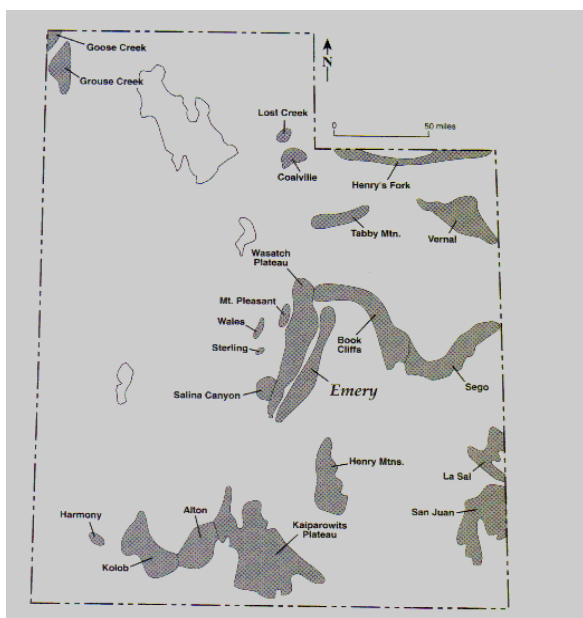 Goose Creek
Grouse Creek
N
Lost Creek
0 50 miles
Coalville
Henry's Fork
Tabby Mtn.
Vernal
Wasatch
Plateau
Mt. Pleasant
Wales
Sterling
Book
Cliffs
Salina Canyon
Emery
Sego
Henry Mtns.
La Sal
San Juan
Harmony
Alton
Kaiparowits
Plateau
Kolob